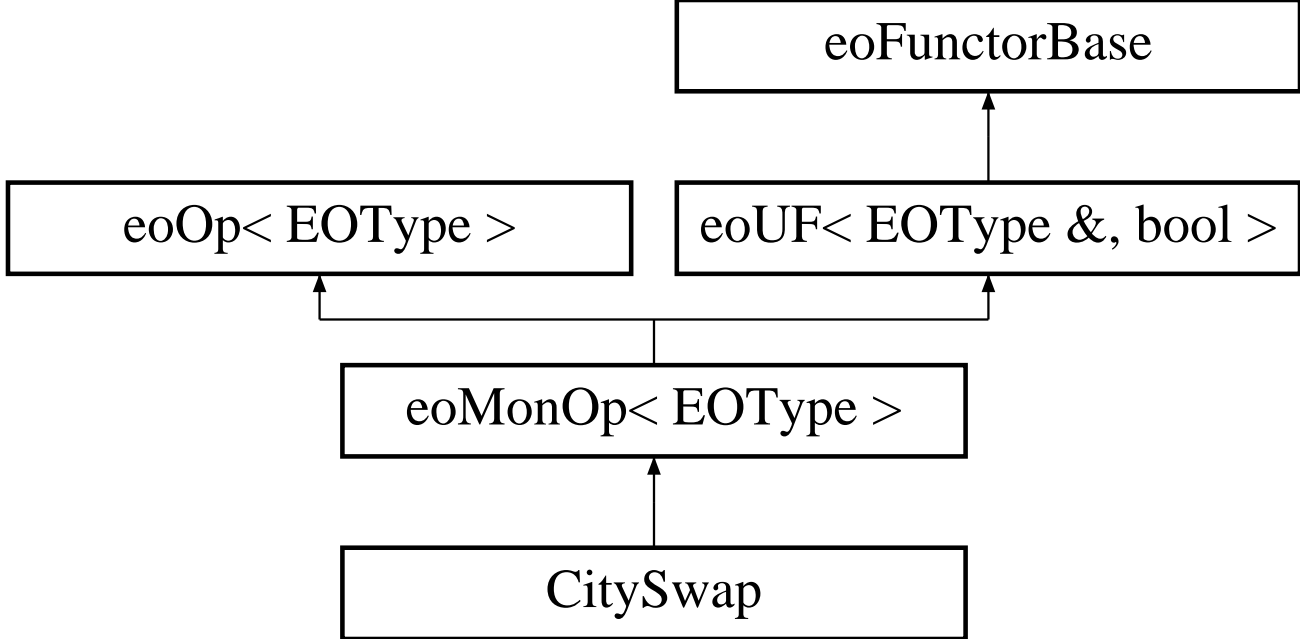 eoFunctorBase
eoOp< EOType >
eoUF< EOType &, bool >
eoMonOp< EOType >
CitySwap